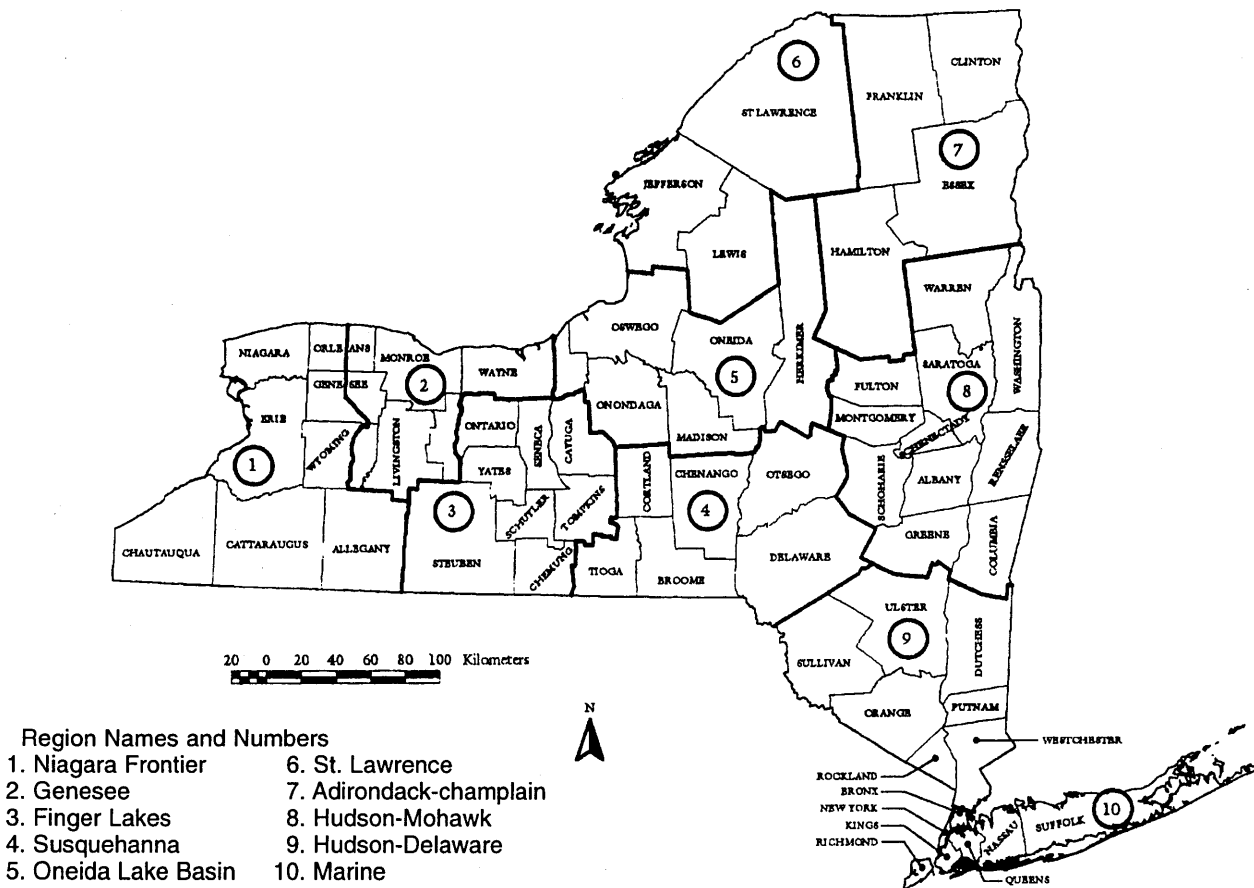 6
CLINTON
FRANKLIN
ST LAWRENCE
7
ESSEX
JEFFERSON
LEWIS
HAMILTON
WARREN
OSWEGO
ONEIDA
HERKIMER
WASHINGTON
NIAGARA
ORLEANS
MONROE
WAYNE
SARATOGA
GENESEE
2
5
FULTON
8
ERIE
ONONDAGA
MONTGOMERY
ONTARIO
SENECA
CAYUGA
MADISON
SCHENECTADY
WYOMING
LIVINGSTON
1
YATES
CORTLAND
CHENANGO
OTSEGO
SCHOHARIE
ALBANY
RENSSELAER
3
SCHUYLER
TOMPKINS
4
GREENE
COLUMBIA
CHAUTAUQUA
CATTARAUGUS
ALLEGANY
STEUBEN
CHEMUNG
TIOGA
BROOME
DELAWARE
ULSTER
9
DUTCHESS
SULLIVAN
20 0 20 40 60 80 100 Kilometers
ORANGE
PUTNAM
N
WESTCHESTER
ROCKLAND
BRONX
NEW YORK
KINGS
RICHMOND
10
SUFFOLK
NASSAU
QUEENS
Region Names and Numbers
1. Niagara Frontier
2. Genesee
3. Finger Lakes
4. Susquehanna
5. Oneida Lake Basin
6. St. Lawrence
7. Adirondack-champlain
8. Hudson-Mohawk
9. Hudson-Delaware
10. Marine